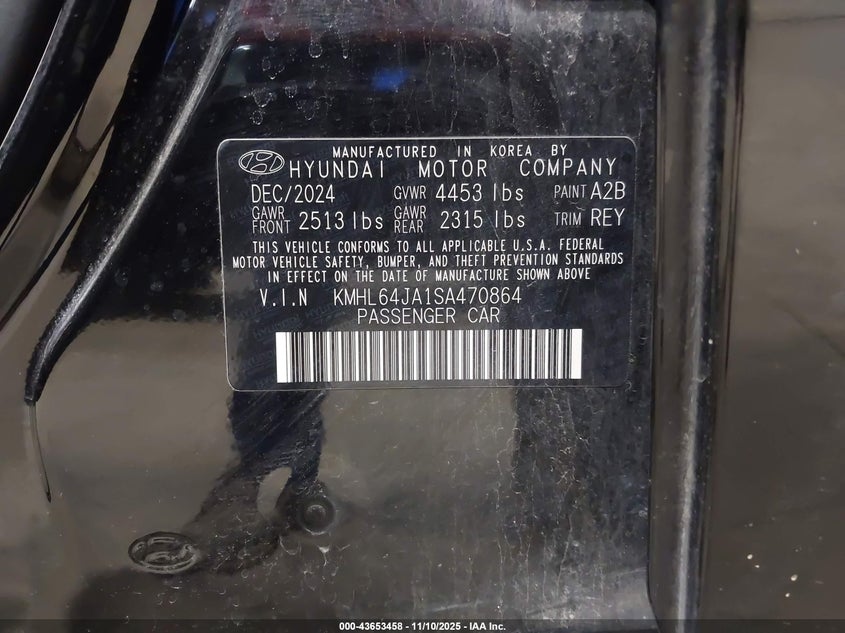 MANUFACTURED IN KOREA BY
HYUNDAI MOTOR COMPANY
DEC/2024 GVWR 4453 lbs PAINT A2B
GAWR FRONT 2513 lbs GAWR REAR 2315 lbs TRIM REY
THIS VEHICLE CONFORMS TO ALL APPLICABLE U.S.A. FEDERAL
MOTOR VEHICLE SAFETY, BUMPER, AND THEFT PREVENTION STANDARDS
IN EFFECT ON THE DATE OF MANUFACTURE SHOWN ABOVE
V.I.N KMHL64JA1SA470864
PASSENGER CAR
000-43653458 - 11/10/2025 - IAA Inc.